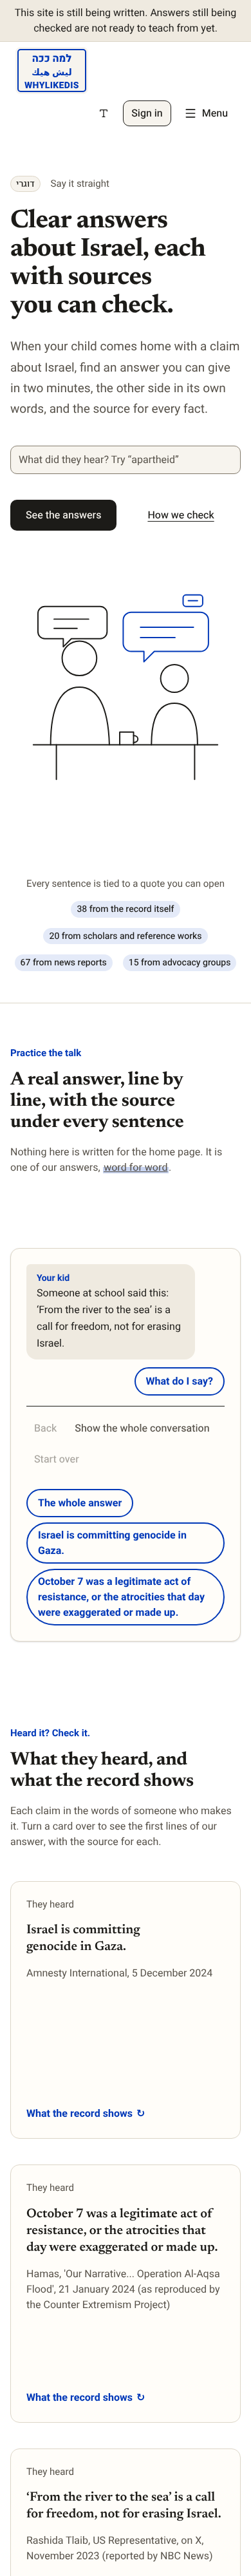 This site is still being written. Answers still being
checked are not ready to teach from yet.
למה ככה
ليش هيك
WHYLIKEDIS
T
Sign in
☰ Menu
דוגרי
Say it straight
Clear answers
about Israel, each
with sources
you can check.
When your child comes home with a claim
about Israel, find an answer you can give
in two minutes, the other side in its own
words, and the source for every fact.
What did they hear? Try “apartheid”
See the answers
How we check
Every sentence is tied to a quote you can open
38 from the record itself
20 from scholars and reference works
67 from news reports
15 from advocacy groups
Practice the talk
A real answer, line by
line, with the source
under every sentence
Nothing here is written for the home page. It is
one of our answers, word for word.
Your kid
Someone at school said this:
‘From the river to the sea’ is a
call for freedom, not for erasing
Israel.
What do I say?
Back
Show the whole conversation
Start over
The whole answer
Israel is committing genocide in
Gaza.
October 7 was a legitimate act of
resistance, or the atrocities that day
were exaggerated or made up.
Heard it? Check it.
What they heard, and
what the record shows
Each claim in the words of someone who makes
it. Turn a card over to see the first lines of our
answer, with the source for each.
They heard
Israel is committing
genocide in Gaza.
Amnesty International, 5 December 2024
What the record shows ↻
They heard
October 7 was a legitimate act of
resistance, or the atrocities that
day were exaggerated or made up.
Hamas, ‘Our Narrative... Operation Al-Aqsa
Flood’, 21 January 2024 (as reproduced by
the Counter Extremism Project)
What the record shows ↻
They heard
‘From the river to the sea’ is a call
for freedom, not for erasing Israel.
Rashida Tlaib, US Representative, on X,
November 2023 (reported by NBC News)